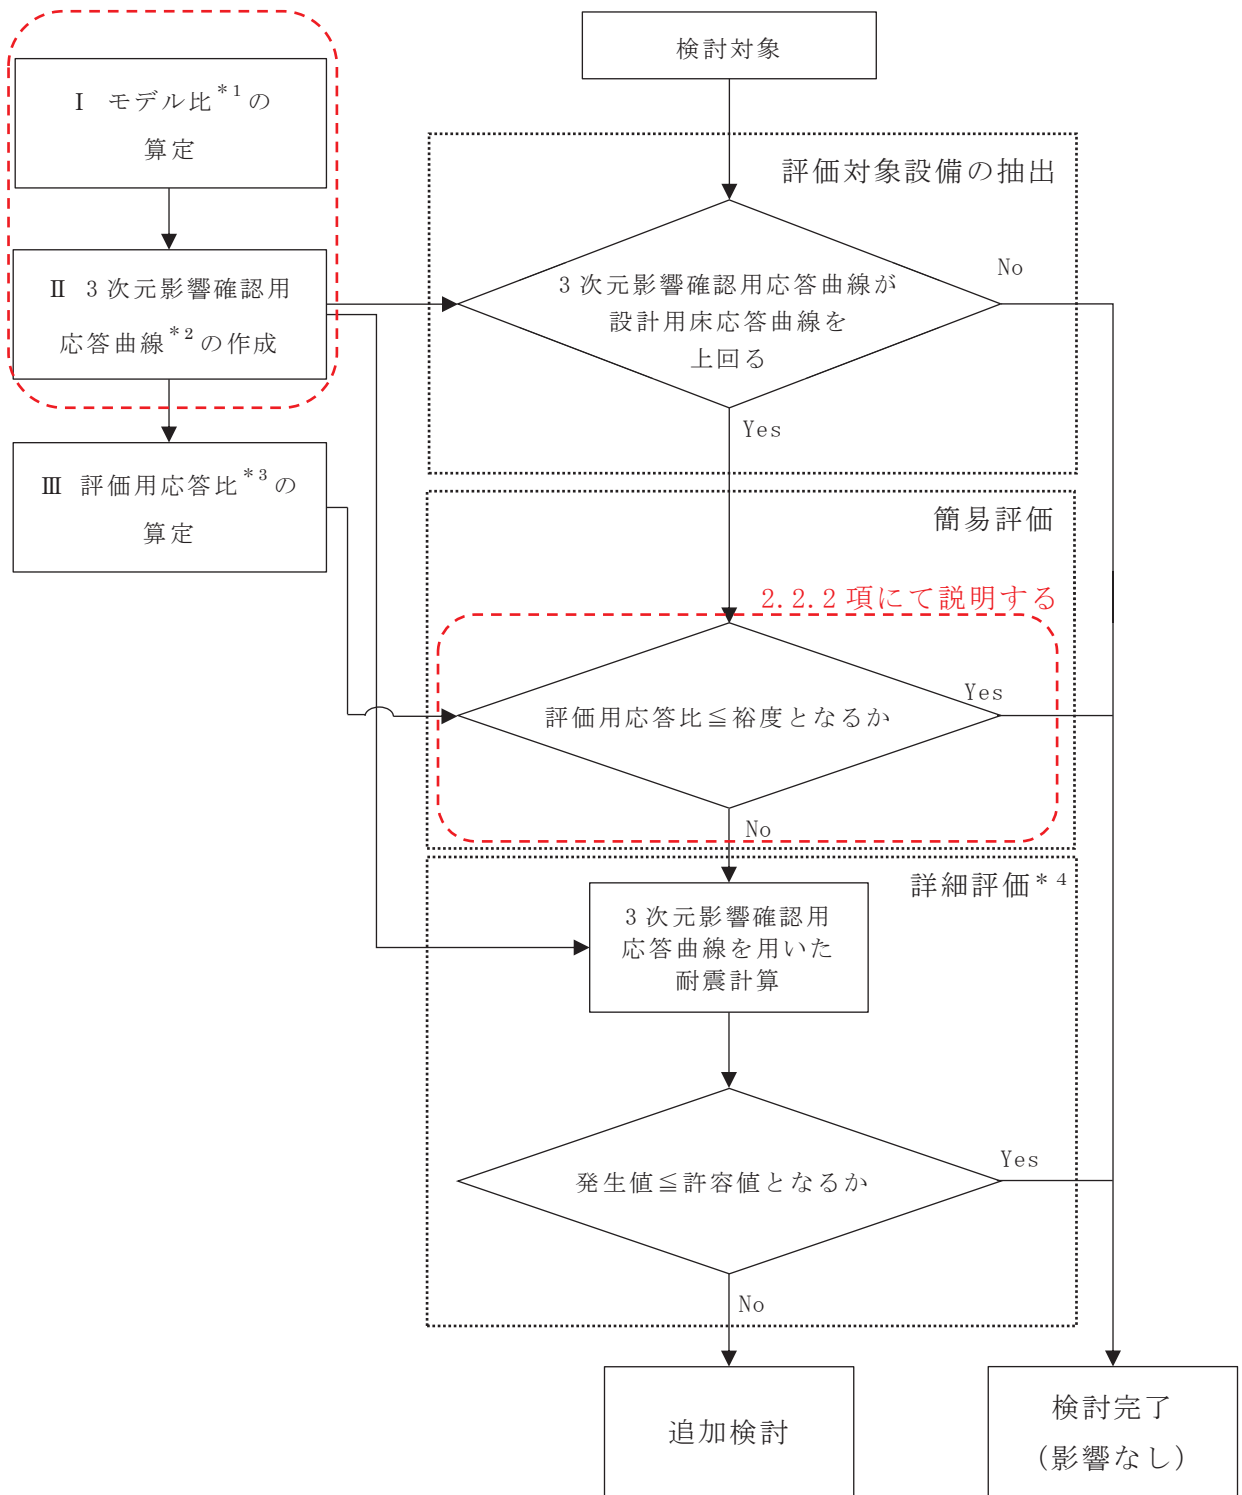 検討対象
Ⅰ モデル比*1の
算定
評価対象設備の抽出
Ⅱ 3次元影響確認用
応答曲線*2の作成
3次元影響確認用応答曲線が
設計用床応答曲線を
上回る
No
Yes
Ⅲ 評価用応答比*3の
算定
簡易評価
2.2.2項にて説明する
評価用応答比≦裕度となるか
Yes
No
詳細評価*4
3次元影響確認用
応答曲線を用いた
耐震計算
発生値≦許容値となるか
Yes
No
追加検討
検討完了
(影響なし)